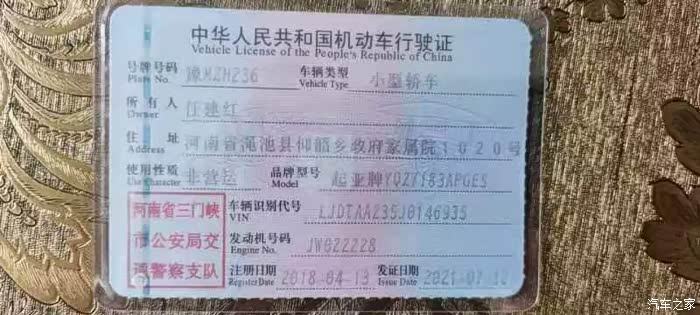 中华人民共和国机动车行驶证
Vehicle License of the People's Republic of China
号牌号码 豫MZH236 车辆类型 小型轿车
Plate No. Vehicle Type
所有人 任建红
Owner
住址 河南省渑池县仰韶乡政府家属院1020号
Address
使用性质 非营运 品牌型号 起亚牌YQZ7183APGE5
Use Character Model
车辆识别代号 LJDTAA235J0146935
VIN
发动机号码 JW022228
Engine No.
注册日期 2018-04-13 发证日期
Register Date Issue Date
河南省三门峡
市公安局交
通警察支队
汽车之家